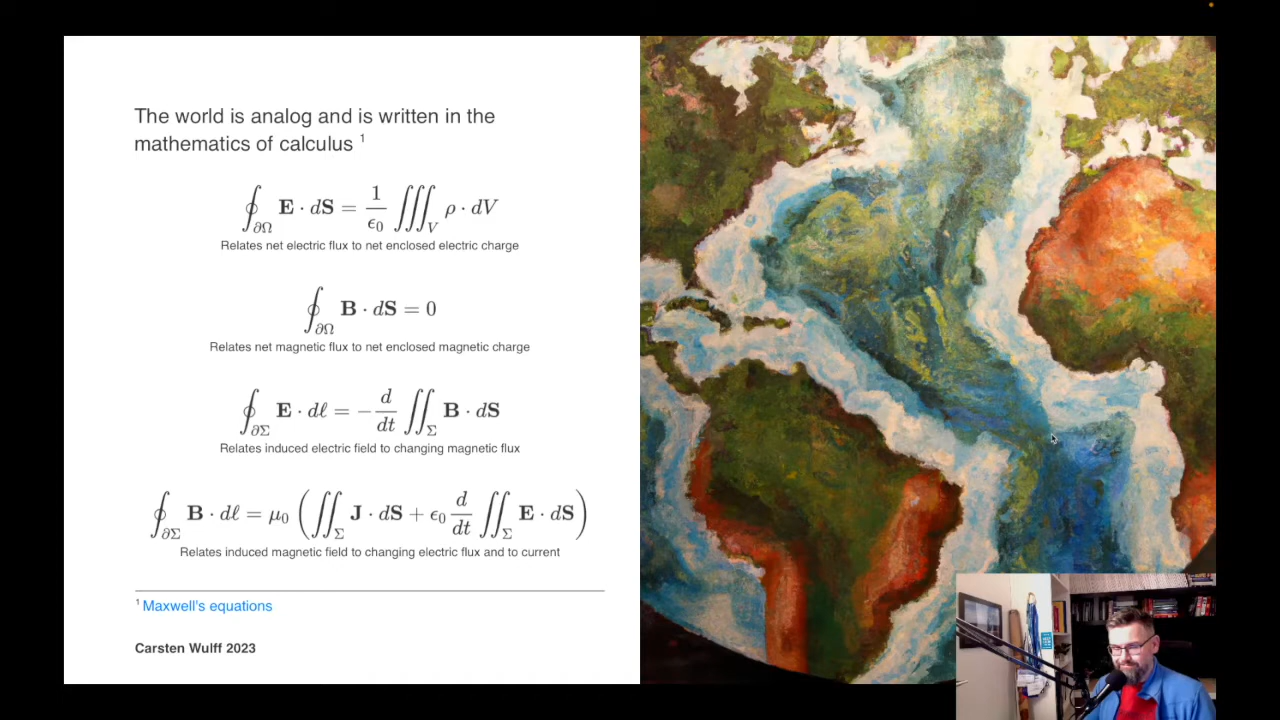 The world is analog and is written in the
mathematics of calculus ¹
∮_∂Ω E · dS = 1/ϵ₀ ∭_V ρ · dV
Relates net electric flux to net enclosed electric charge
∮_∂Ω B · dS = 0
Relates net magnetic flux to net enclosed magnetic charge
∮_∂Σ E · dℓ = − d/dt ∬_Σ B · dS
Relates induced electric field to changing magnetic flux
∮_∂Σ B · dℓ = μ₀ ( ∬_Σ J · dS + ϵ₀ d/dt ∬_Σ E · dS )
Relates induced magnetic field to changing electric flux and to current
¹ Maxwell's equations
Carsten Wulff 2023